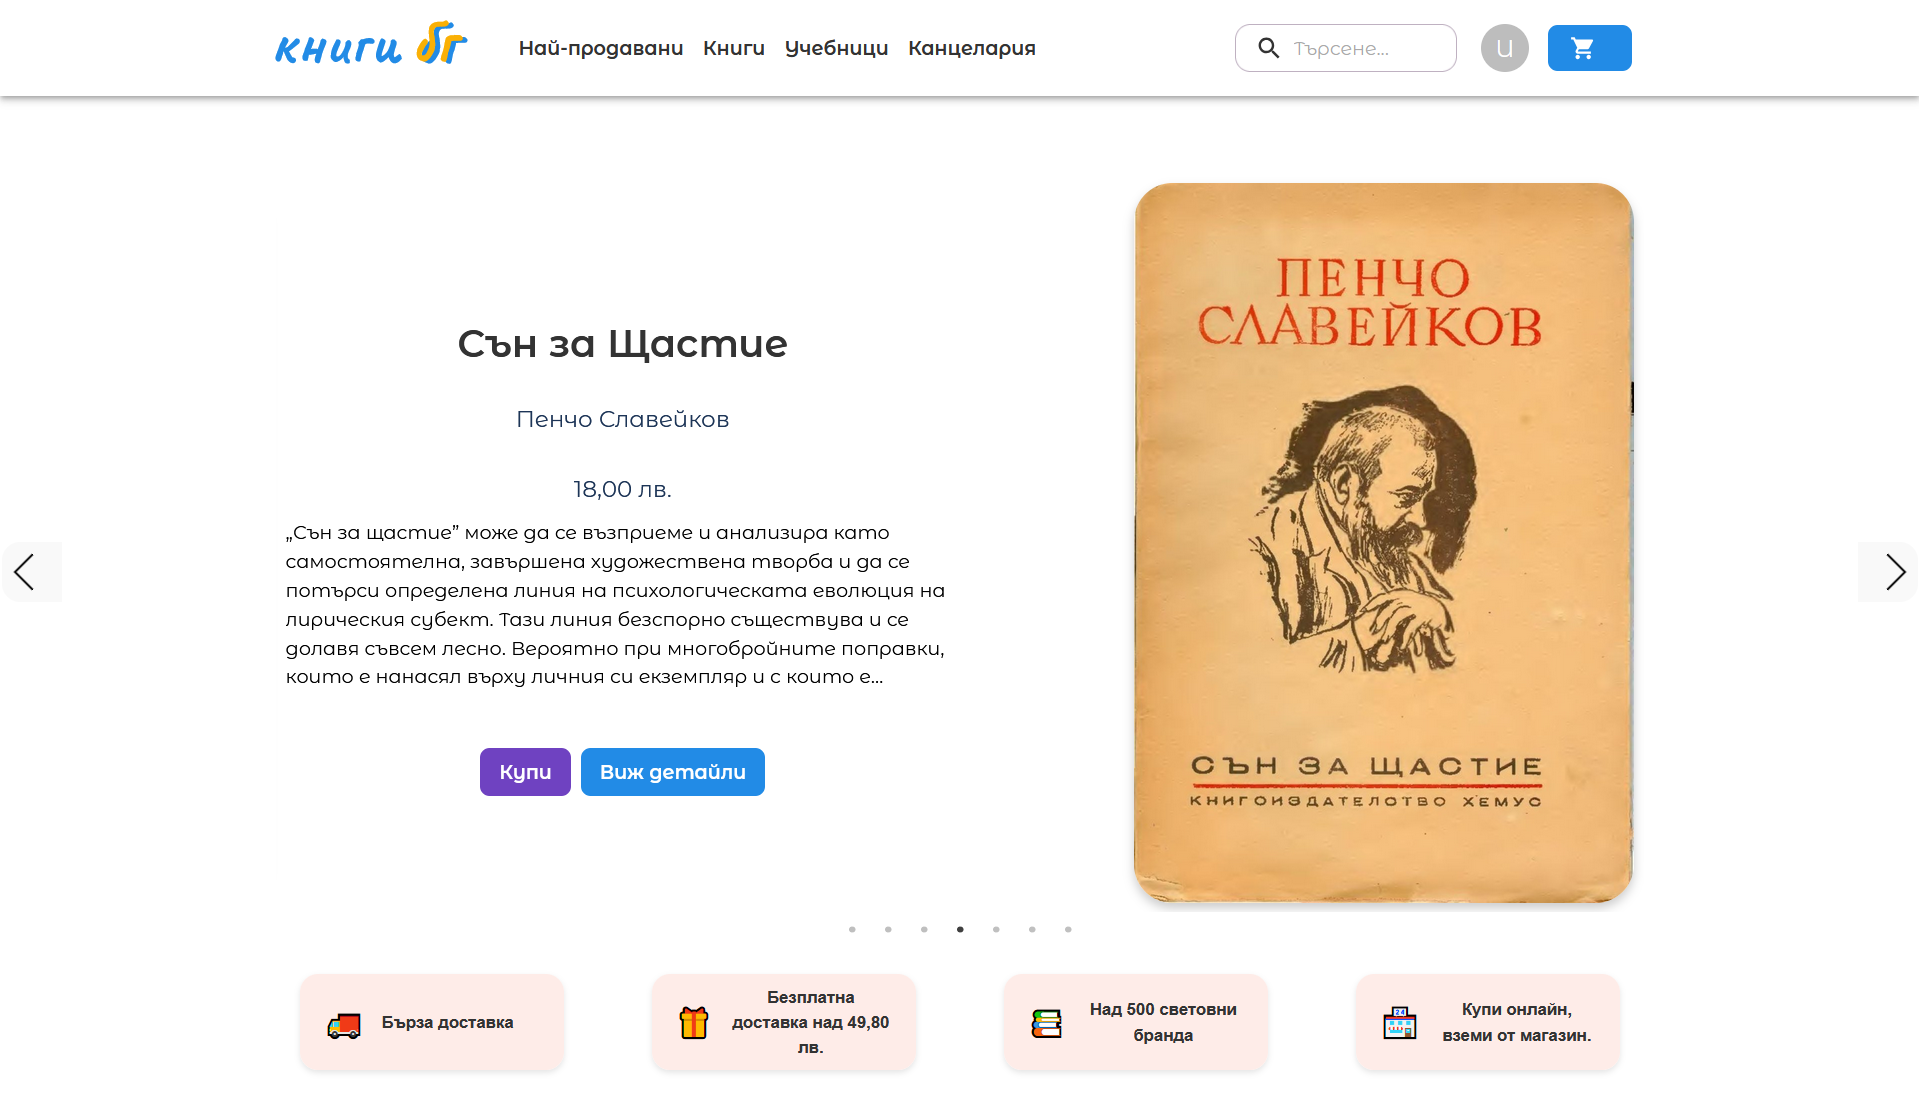 книги бг
Най-продавани Книги Учебници Канцелария
Търсене...
U
Сън за Щастие
Пенчо Славейков
18,00 лв.
„Сън за щастие” може да се възприеме и анализира като
самостоятелна, завършена художествена творба и да се
потърси определена линия на психологическата еволюция на
лирическия субект. Тази линия безспорно съществува и се
долавя съвсем лесно. Вероятно при многобройните поправки,
които е нанасял върху личния си екземпляр и с които е...
Купи Виж детайли
ПЕНЧО
СЛАВЕЙКОВ
СЪН ЗА ЩАСТИЕ
КНИГОИЗДАТЕЛСТВО ХЕМУС
Бърза доставка
Безплатна
доставка над 49,80
лв.
Над 500 световни
бранда
24
Купи онлайн,
вземи от магазин.